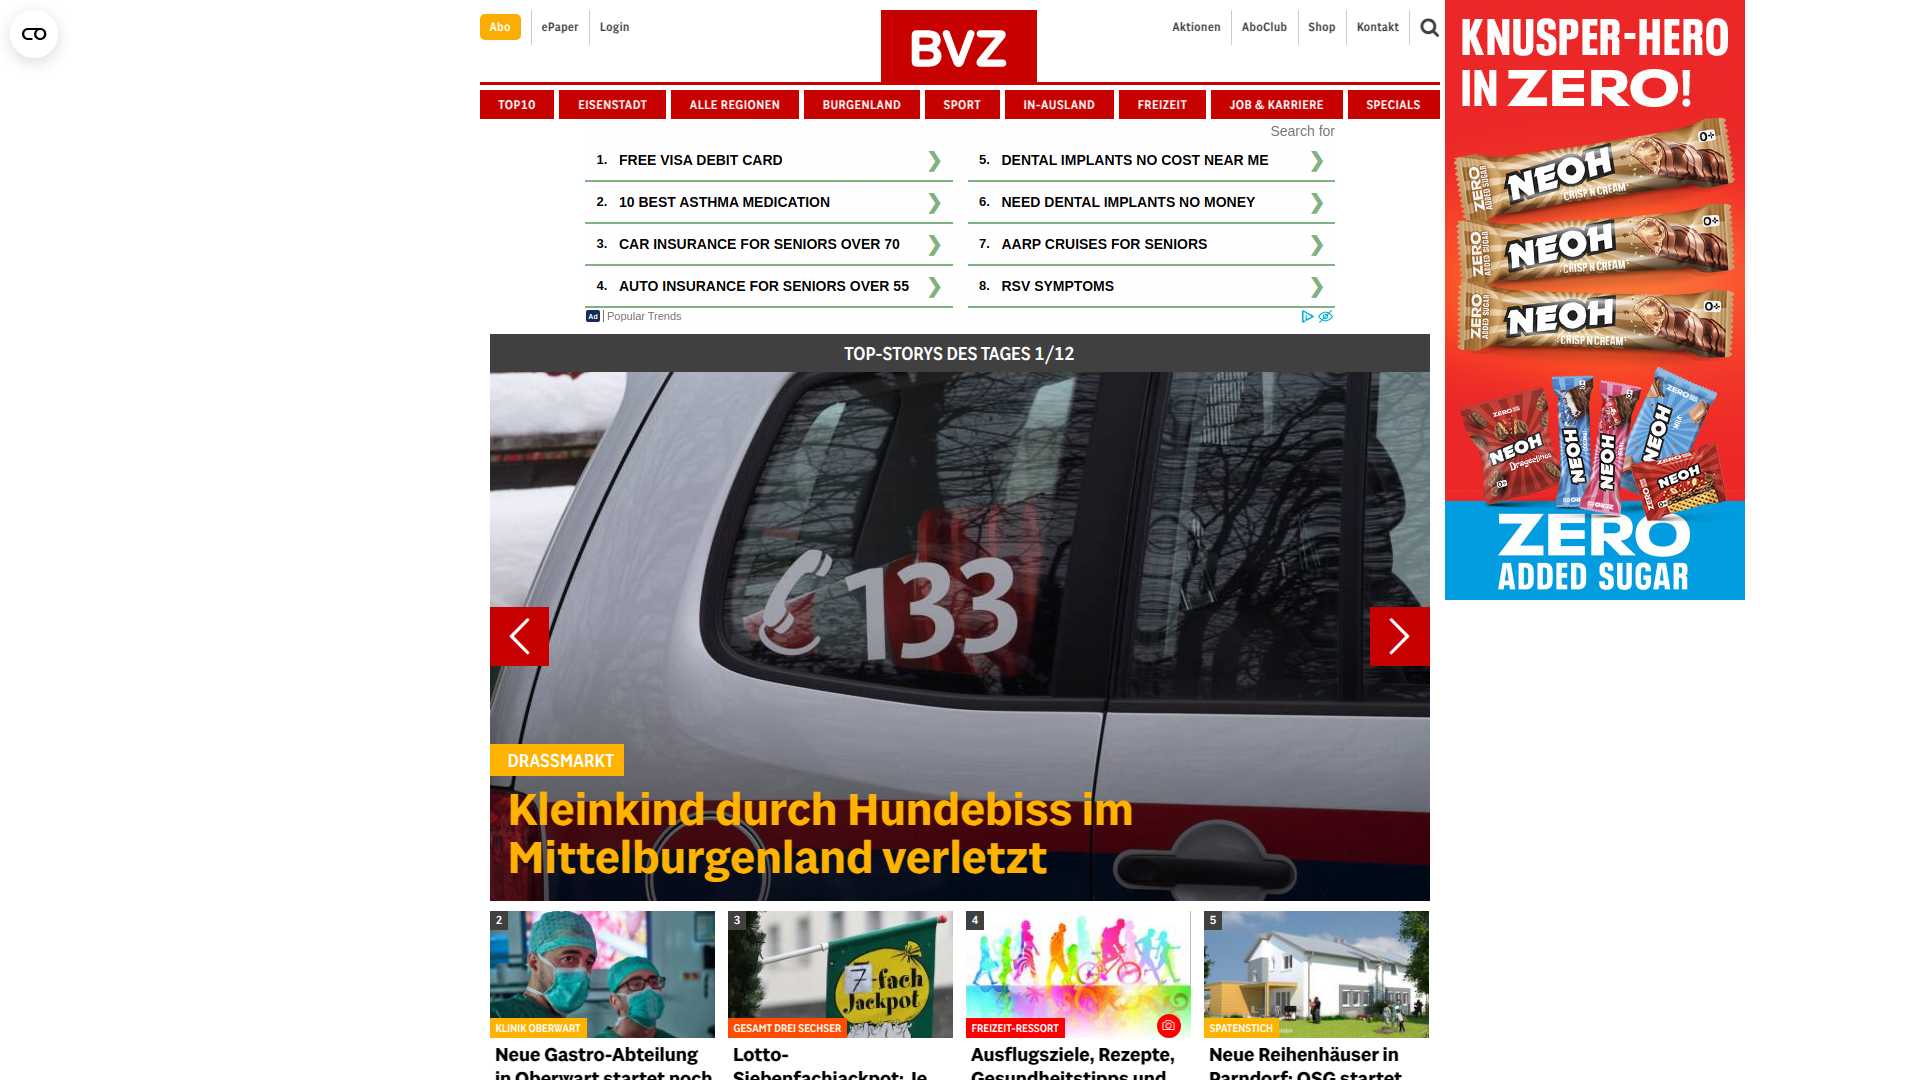 Abo
ePaper
Login
BVZ
Aktionen
AboClub
Shop
Kontakt
TOP10
EISENSTADT
ALLE REGIONEN
BURGENLAND
SPORT
IN-AUSLAND
FREIZEIT
JOB & KARRIERE
SPECIALS
Search for
1. FREE VISA DEBIT CARD
2. 10 BEST ASTHMA MEDICATION
3. CAR INSURANCE FOR SENIORS OVER 70
4. AUTO INSURANCE FOR SENIORS OVER 55
5. DENTAL IMPLANTS NO COST NEAR ME
6. NEED DENTAL IMPLANTS NO MONEY
7. AARP CRUISES FOR SENIORS
8. RSV SYMPTOMS
Ad | Popular Trends
TOP-STORYS DES TAGES 1/12
133
DRASSMARKT
Kleinkind durch Hundebiss im
Mittelburgenland verletzt
2
KLINIK OBERWART
Neue Gastro-Abteilung
in Oberwart startet noch
3
7-fach
Jackpot
GESAMT DREI SECHSER
Lotto-
Siebenfachjackpot: Je
4
FREIZEIT-RESSORT
Ausflugsziele, Rezepte,
Gesundheitstipps und
5
SPATENSTICH
Neue Reihenhäuser in
Parndorf: OSG startet
KNUSPER-HERO
IN ZERO!
ZERO
ADDED SUGAR
NEOH
CRISP'N'CREAM
0+
ZERO
ADDED SUGAR
NEOH
CRISP'N'CREAM
0+
ZERO
ADDED SUGAR
NEOH
CRISP'N'CREAM
0+
ZERO
NEOH
NEOH
NEOH
ZERO
NEOH
Milk
NEOH
ZERO
ADDED SUGAR